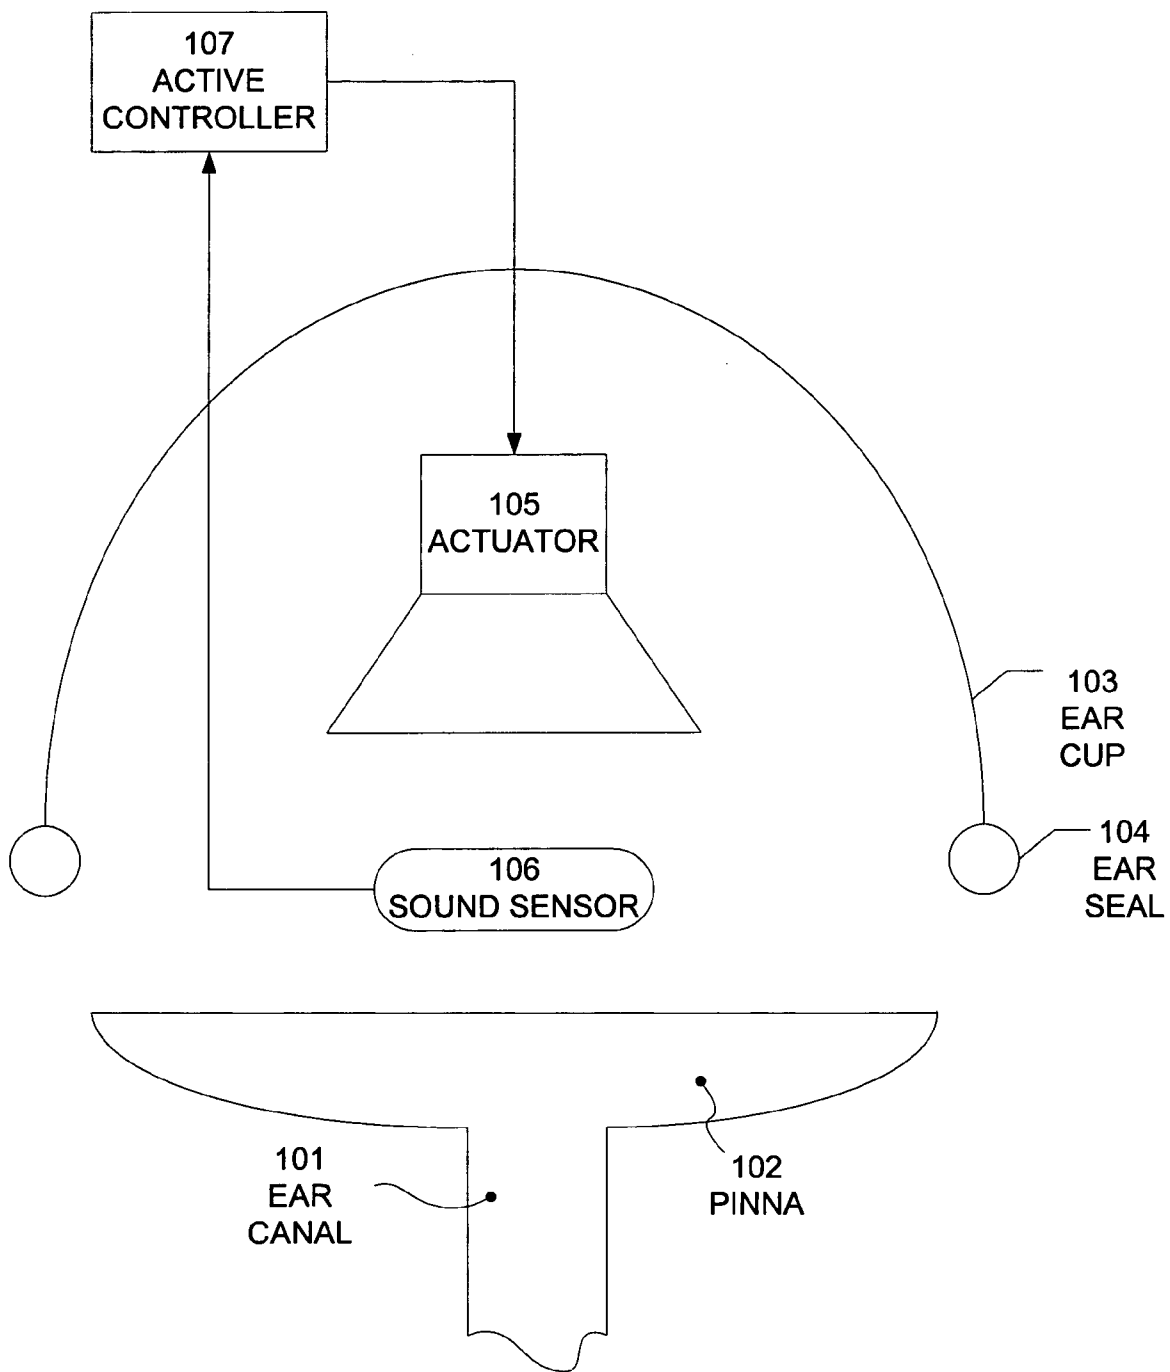 107
ACTIVE
CONTROLLER
105
ACTUATOR
103
EAR
CUP
104
EAR
SEAL
106
SOUND SENSOR
101
EAR
CANAL
102
PINNA